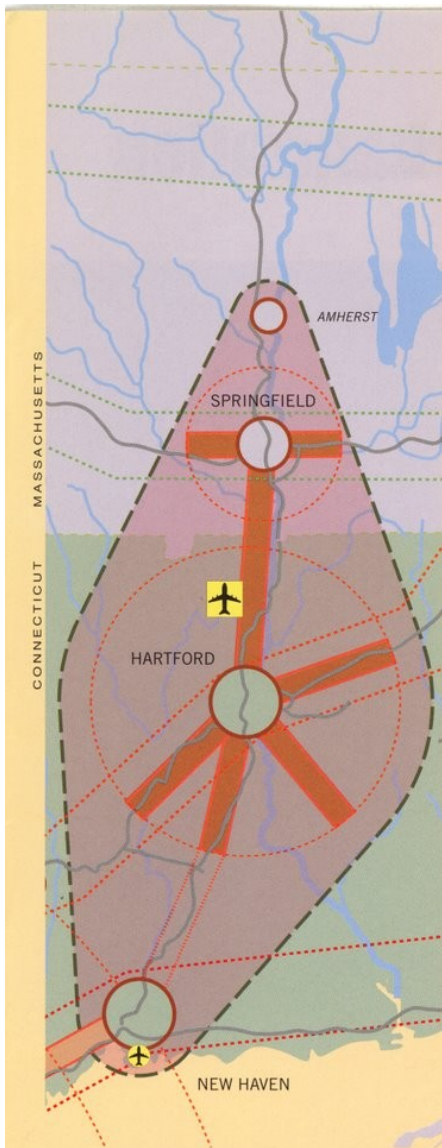 AMHERST
SPRINGFIELD
MASSACHUSETTS
CONNECTICUT
HARTFORD
NEW HAVEN